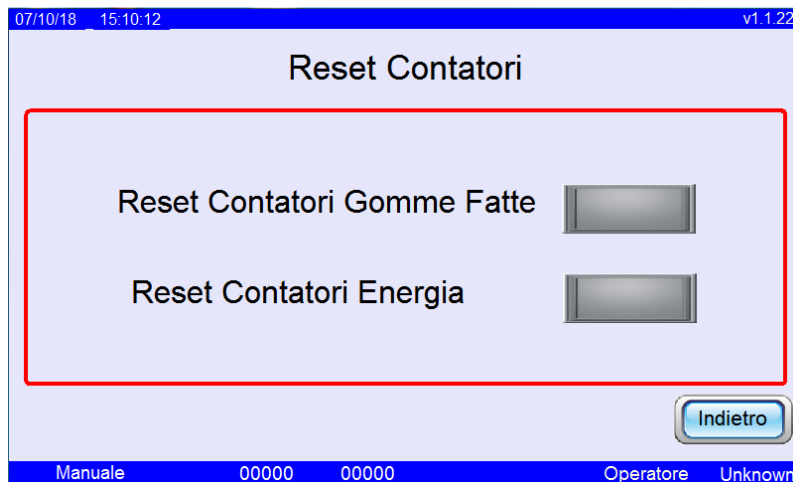 07/10/18 15:10:12 v1.1.22
Reset Contatori
Reset Contatori Gomme Fatte
Reset Contatori Energia
Indietro
Manuale 00000 00000 Operatore Unknown